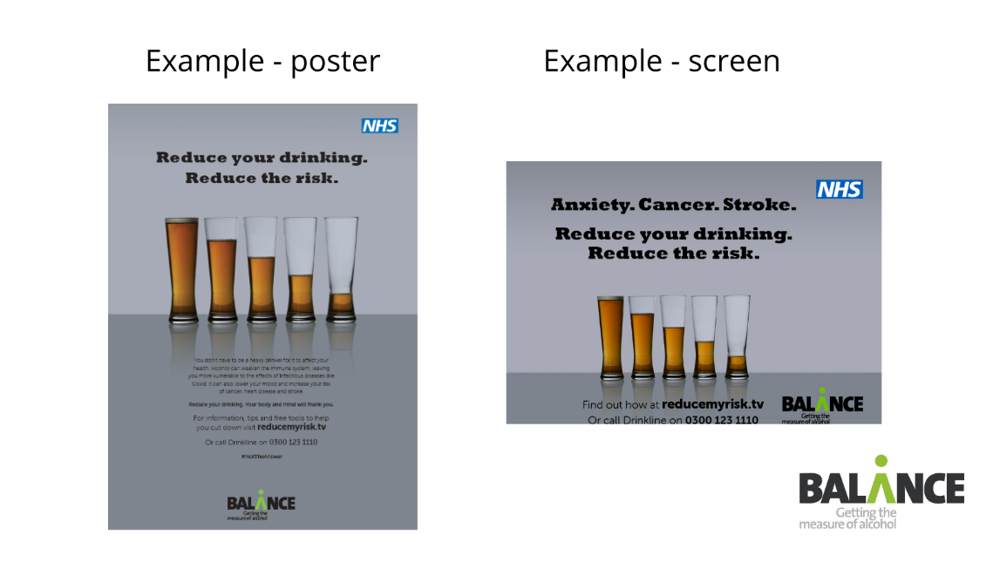 Example - poster
NHS
Reduce your drinking.
Reduce the risk.
You don't have to be a heavy drinker for it to affect your
health. Alcohol can weaken the immune system, leaving
you more vulnerable to the effects of infectious diseases like
Covid. It can also lower your mood and increase your risk
of cancer, heart disease and stroke.
Reduce your drinking. Your body and mind will thank you.
For information, tips and free tools to help
you cut down visit reducemyrisk.tv
Or call Drinkline on 0300 123 1110
#NotTheAnswer
BALANCE
Getting the
measure of alcohol
Example - screen
NHS
Anxiety. Cancer. Stroke.
Reduce your drinking.
Reduce the risk.
Find out how at reducemyrisk.tv
Or call Drinkline on 0300 123 1110
BALANCE
Getting the
measure of alcohol
BALANCE
Getting the
measure of alcohol